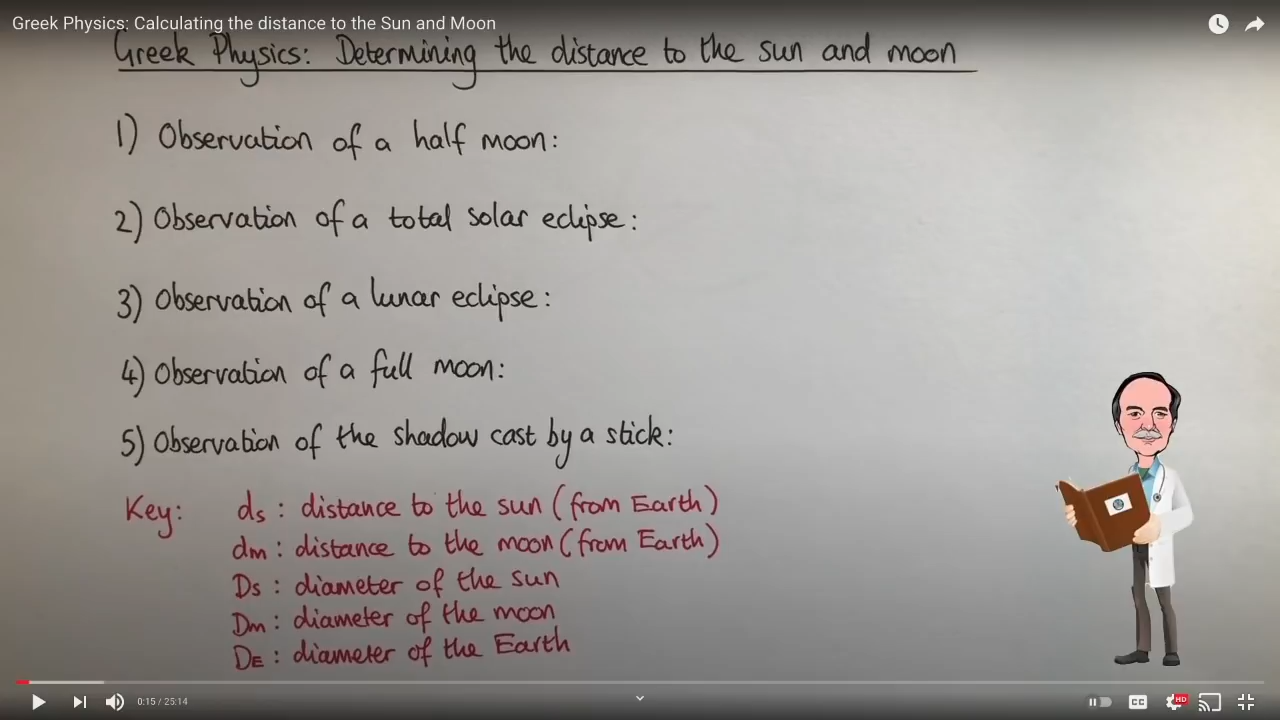 Greek Physics: Calculating the distance to the Sun and Moon
Greek Physics: Determining the distance to the sun and moon
1) Observation of a half moon:
2) Observation of a total solar eclipse:
3) Observation of a lunar eclipse:
4) Observation of a full moon:
5) Observation of the shadow cast by a stick:
Key: ds : distance to the sun (from Earth)
dm : distance to the moon (from Earth)
Ds : diameter of the sun
Dm : diameter of the moon
DE : diameter of the Earth
0:15 / 25:14
CC
HD